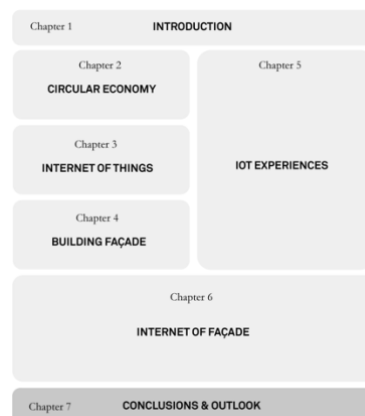 Chapter 1 INTRODUCTION
Chapter 2
CIRCULAR ECONOMY
Chapter 3
INTERNET OF THINGS
Chapter 4
BUILDING FAÇADE
Chapter 5
IOT EXPERIENCES
Chapter 6
INTERNET OF FAÇADE
Chapter 7 CONCLUSIONS & OUTLOOK